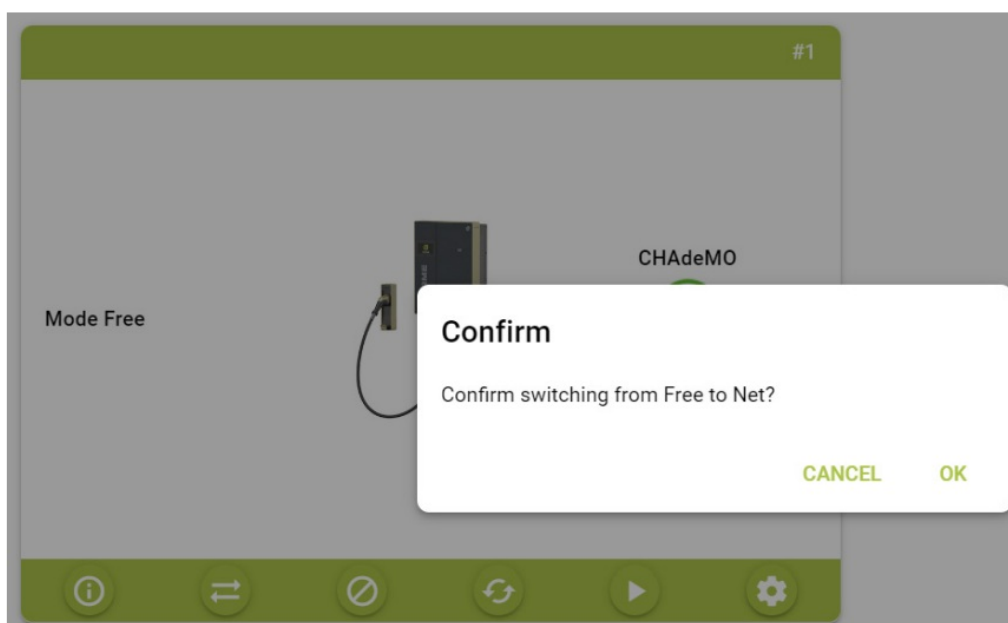 #1
CHAdeMO
Mode Free
Confirm
Confirm switching from Free to Net?
CANCEL OK